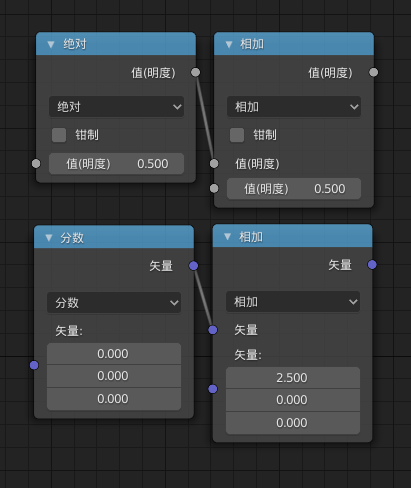 绝对
值(明度)
绝对
钳制
值(明度) 0.500
相加
值(明度)
相加
钳制
值(明度)
值(明度) 0.500
分数
矢量
分数
矢量:
0.000
0.000
0.000
相加
矢量
相加
矢量
矢量:
2.500
0.000
0.000